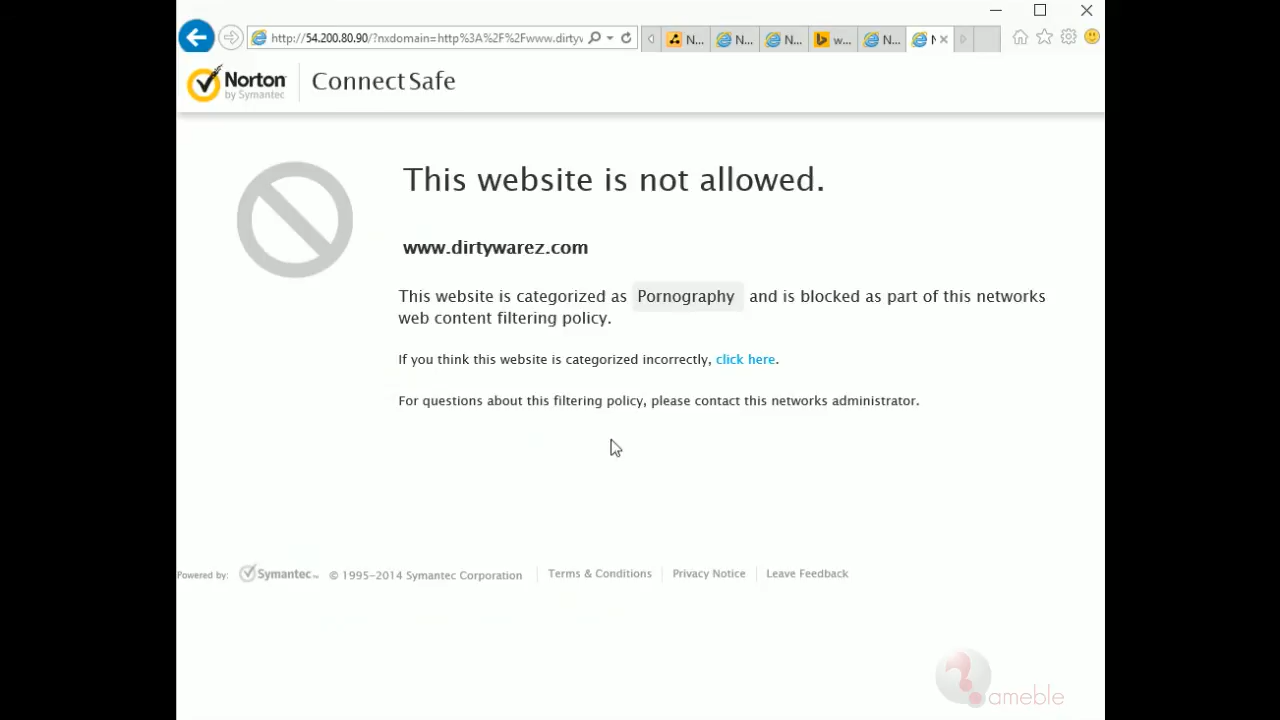 http://54.200.80.90/?nxdomain=http%3A%2F%2Fwww.dirtyw
N...
N...
N...
w...
N...
N
Norton
by Symantec
ConnectSafe
This website is not allowed.
www.dirtywarez.com
This website is categorized as Pornography and is blocked as part of this networks
web content filtering policy.
If you think this website is categorized incorrectly, click here.
For questions about this filtering policy, please contact this networks administrator.
Powered by: Symantec. © 1995-2014 Symantec Corporation Terms & Conditions Privacy Notice Leave Feedback
ameble